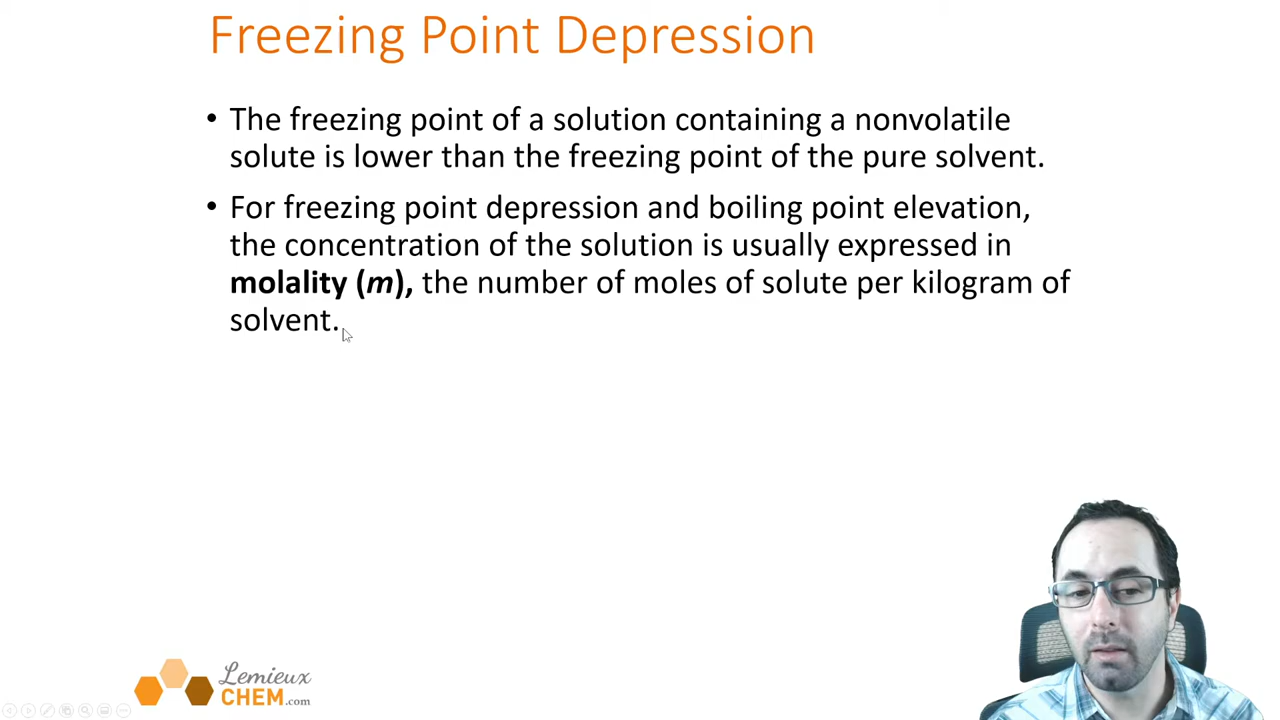 Freezing Point Depression
• The freezing point of a solution containing a nonvolatile
solute is lower than the freezing point of the pure solvent.
• For freezing point depression and boiling point elevation,
the concentration of the solution is usually expressed in
molality (m), the number of moles of solute per kilogram of
solvent.
Lemieux
CHEM.com